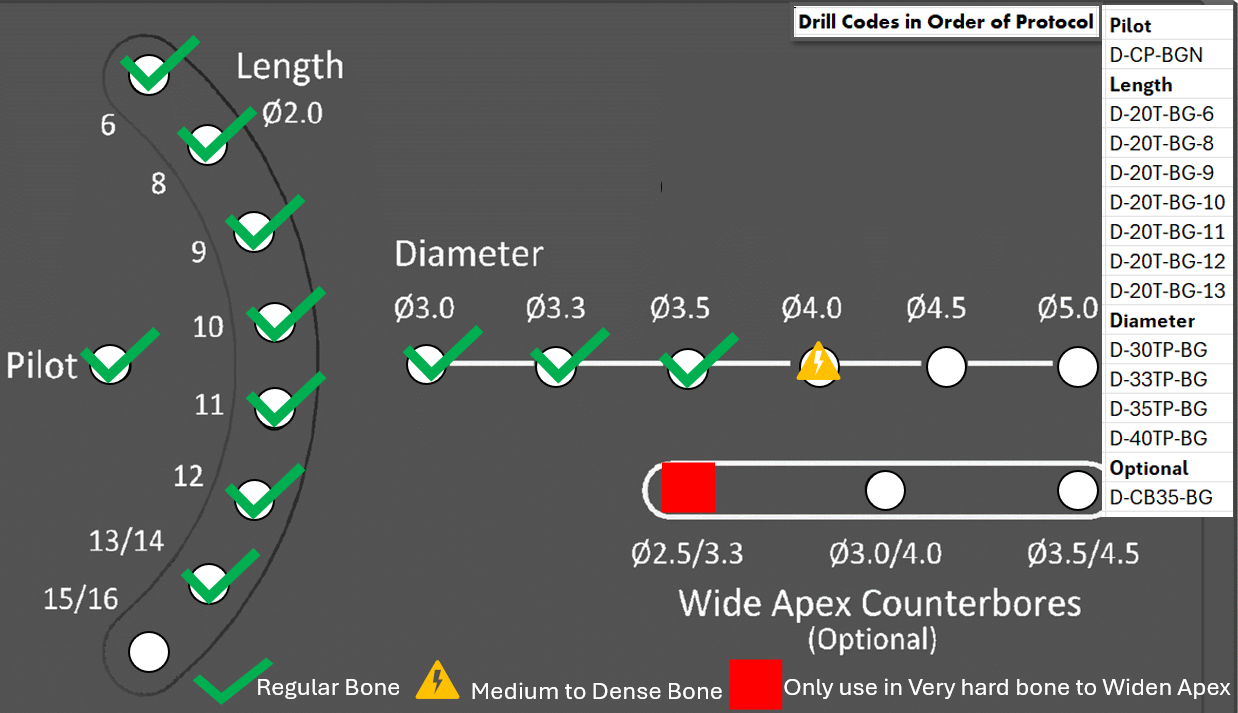 Drill Codes in Order of Protocol
Pilot
D-CP-BGN
Length
D-20T-BG-6
D-20T-BG-8
D-20T-BG-9
D-20T-BG-10
D-20T-BG-11
D-20T-BG-12
D-20T-BG-13
Diameter
D-30TP-BG
D-33TP-BG
D-35TP-BG
D-40TP-BG
Optional
D-CB35-BG
Length
Ø2.0
6
8
9
10
11
12
13/14
15/16
Pilot
Diameter
Ø3.0 Ø3.3 Ø3.5 Ø4.0 Ø4.5 Ø5.0
Ø2.5/3.3 Ø3.0/4.0 Ø3.5/4.5
Wide Apex Counterbores
(Optional)
Regular Bone Medium to Dense Bone Only use in Very hard bone to Widen Apex